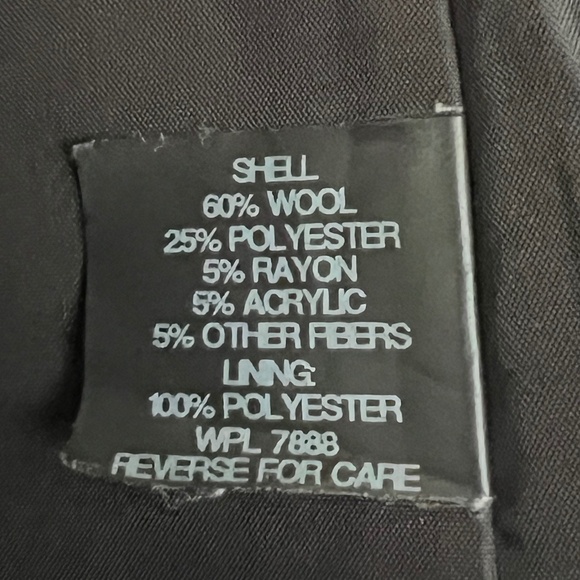 SHELL
60% WOOL
25% POLYESTER
5% RAYON
5% ACRYLIC
5% OTHER FIBERS
LINING:
100% POLYESTER
WPL 7888
REVERSE FOR CARE